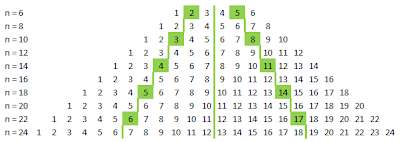 n = 6 1 2 3 4 5 6
n = 8 1 2 3 4 5 6 7 8
n = 10 1 2 3 4 5 6 7 8 9 10
n = 12 1 2 3 4 5 6 7 8 9 10 11 12
n = 14 1 2 3 4 5 6 7 8 9 10 11 12 13 14
n = 16 1 2 3 4 5 6 7 8 9 10 11 12 13 14 15 16
n = 18 1 2 3 4 5 6 7 8 9 10 11 12 13 14 15 16 17 18
n = 20 1 2 3 4 5 6 7 8 9 10 11 12 13 14 15 16 17 18 19 20
n = 22 1 2 3 4 5 6 7 8 9 10 11 12 13 14 15 16 17 18 19 20 21 22
n = 24 1 2 3 4 5 6 7 8 9 10 11 12 13 14 15 16 17 18 19 20 21 22 23 24